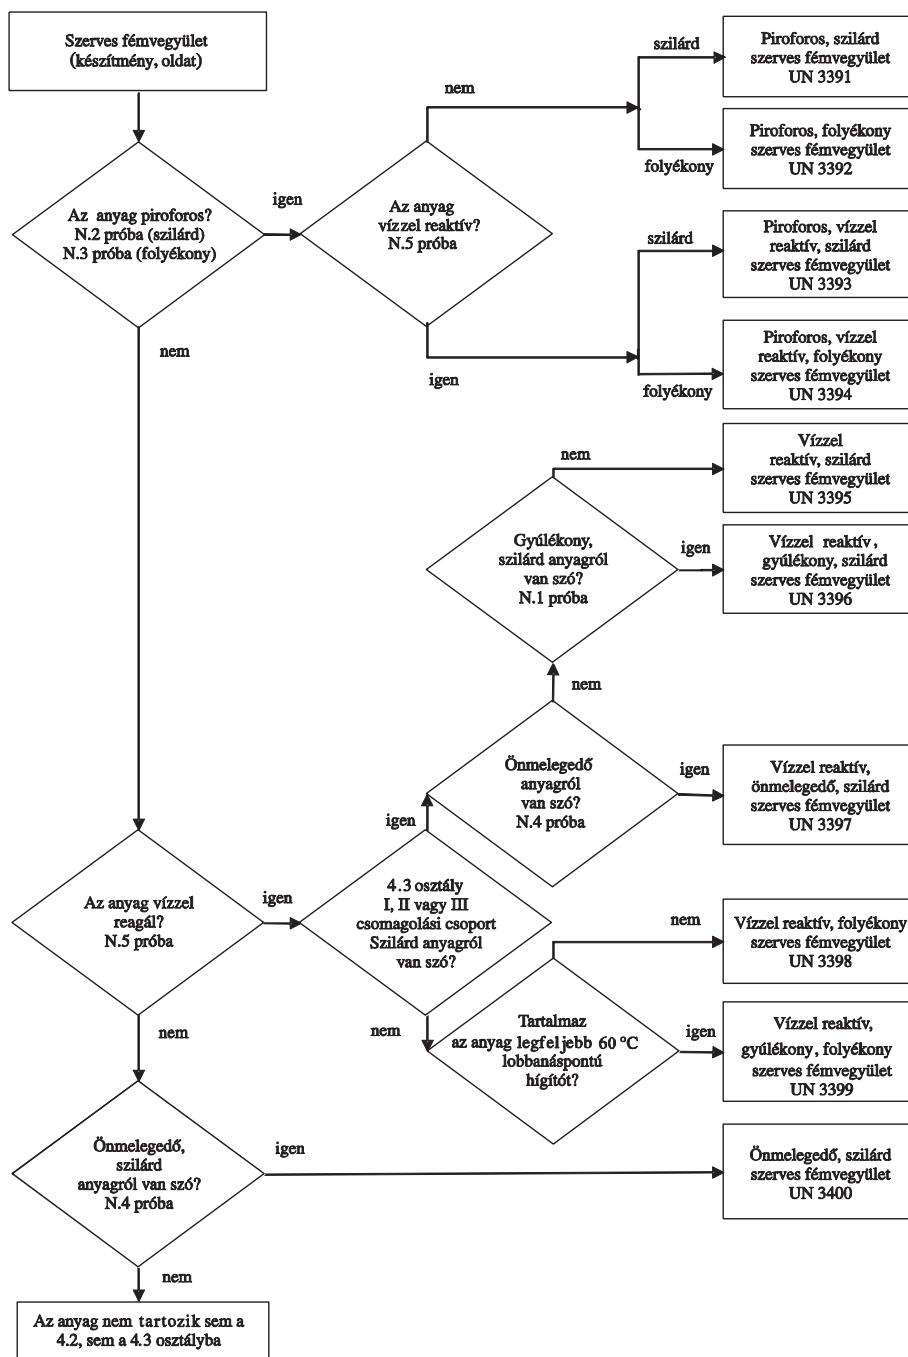 Szerves fémvegyület
(készítmény, oldat)
szilárd
Piroforos, szilárd
szerves fémvegyület
UN 3391
nem
Piroforos, folyékony
szerves fémvegyület
UN 3392
folyékony
Az anyag piroforos?
N.2 próba (szilárd)
N.3 próba (folyékony)
igen
Az anyag
vízzel reaktív?
N.5 próba
szilárd
Piroforos, vízzel
reaktív, szilárd
szerves fémvegyület
UN 3393
nem
igen
Piroforos, vízzel
reaktív, folyékony
szerves fémvegyület
UN 3394
folyékony
nem
Vízzel
reaktív, szilárd
szerves fémvegyület
UN 3395
Gyúlékony,
szilárd anyagról
van szó?
N.1 próba
igen
Vízzel reaktív,
gyúlékony, szilárd
szerves fémvegyület
UN 3396
nem
Önmelegedő
anyagról
van szó?
N.4 próba
igen
Vízzel reaktív,
önmelegedő, szilárd
szerves fémvegyület
UN 3397
igen
Az anyag vízzel
reagál?
N.5 próba
igen
4.3 osztály
I, II vagy III
csomagolási csoport
Szilárd anyagról
van szó?
nem
Vízzel reaktív, folyékony
szerves fémvegyület
UN 3398
nem
nem
Tartalmaz
az anyag legfeljebb 60 °C
lobbanáspontú
hígítót?
igen
Vízzel reaktív,
gyúlékony, folyékony
szerves fémvegyület
UN 3399
Önmelegedő,
szilárd
anyagról van szó?
N.4 próba
igen
Önmelegedő, szilárd
szerves fémvegyület
UN 3400
nem
Az anyag nem tartozik sem a
4.2, sem a 4.3 osztályba